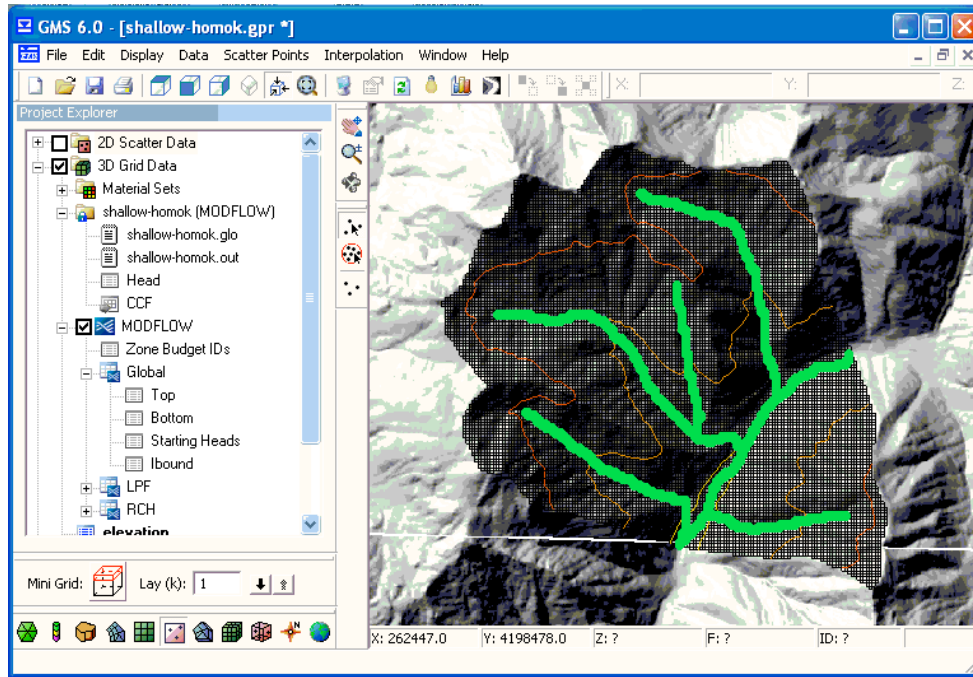 GMS 6.0 - [shallow-homok.gpr *]
File Edit Display Data Scatter Points Interpolation Window Help
X: Y: Z:
Project Explorer
2D Scatter Data
3D Grid Data
Material Sets
shallow-homok (MODFLOW)
shallow-homok.glo
shallow-homok.out
Head
CCF
MODFLOW
Zone Budget IDs
Global
Top
Bottom
Starting Heads
Ibound
LPF
RCH
elevation
Mini Grid: Lay (k): 1
X: 262447.0 Y: 4198478.0 Z: ? F: ? ID: ?